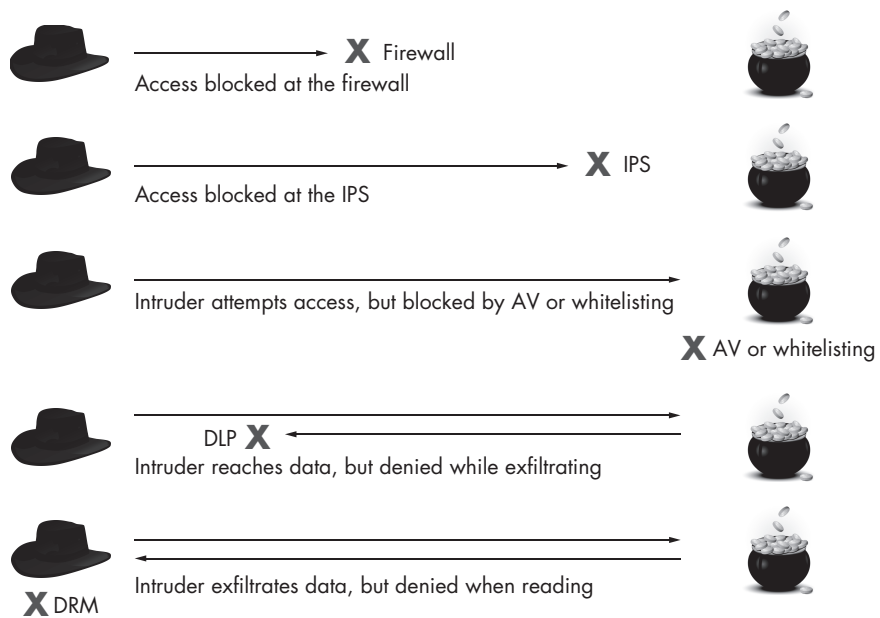 X Firewall
Access blocked at the firewall
X IPS
Access blocked at the IPS
Intruder attempts access, but blocked by AV or whitelisting
X AV or whitelisting
DLP X
Intruder reaches data, but denied while exfiltrating
Intruder exfiltrates data, but denied when reading
X DRM